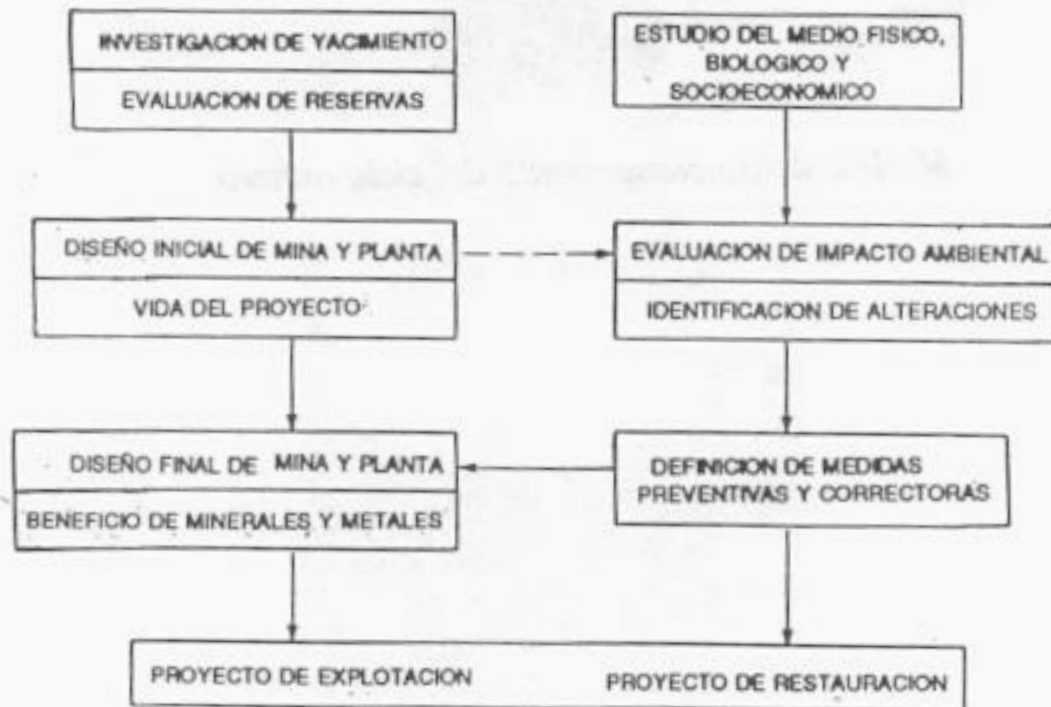 INVESTIGACION DE YACIMIENTO
EVALUACION DE RESERVAS
ESTUDIO DEL MEDIO FISICO,
BIOLOGICO Y
SOCIOECONOMICO
DISEÑO INICIAL DE MINA Y PLANTA
VIDA DEL PROYECTO
EVALUACION DE IMPACTO AMBIENTAL
IDENTIFICACION DE ALTERACIONES
DISEÑO FINAL DE MINA Y PLANTA
BENEFICIO DE MINERALES Y METALES
DEFINICION DE MEDIDAS
PREVENTIVAS Y CORRECTORAS
PROYECTO DE EXPLOTACION
PROYECTO DE RESTAURACION